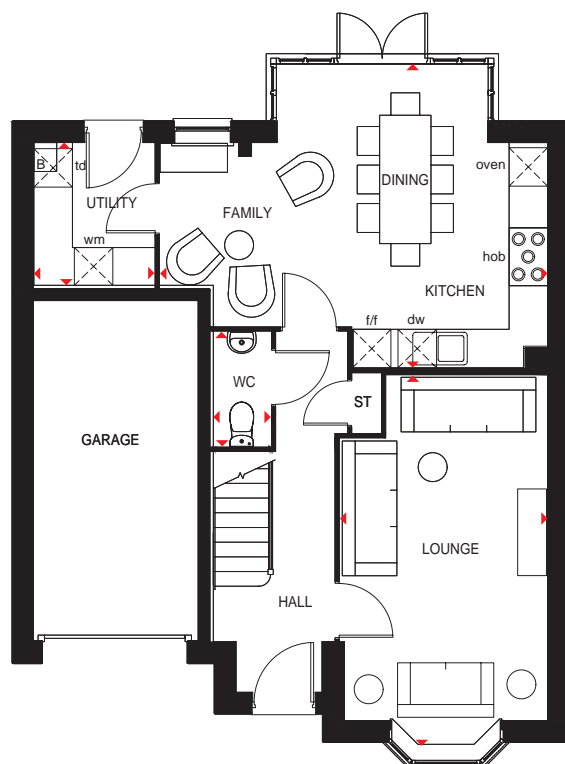 B
td
oven
DINING
UTILITY
FAMILY
wm
hob
KITCHEN
f/f
dw
WC
ST
GARAGE
LOUNGE
HALL